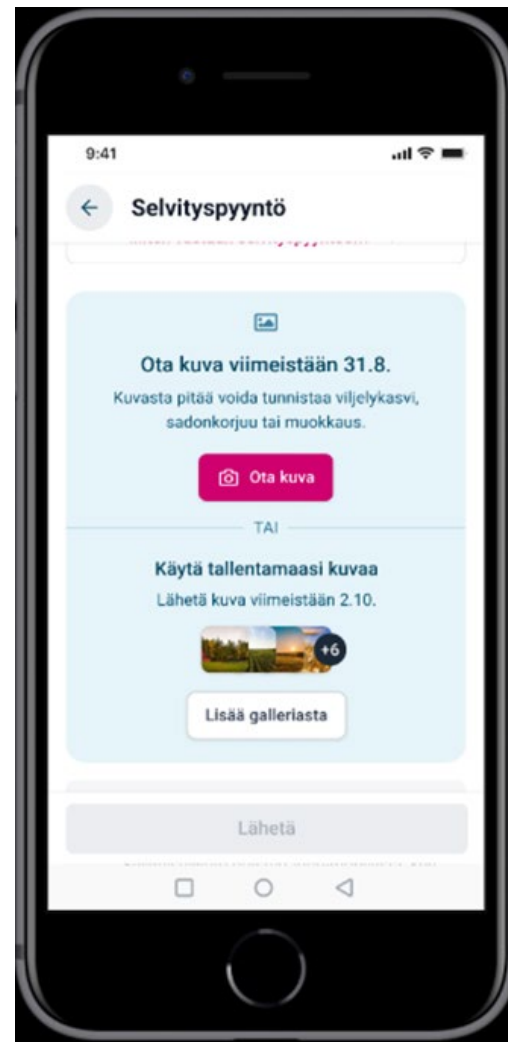 9:41
Selvityspyyntö
Ota kuva viimeistään 31.8.
Kuvasta pitää voida tunnistaa viljelykasvi,
sadonkorjuu tai muokkaus.
Ota kuva
TAI
Käytä tallentamaasi kuvaa
Lähetä kuva viimeistään 2.10.
+6
Lisää galleriasta
Lähetä